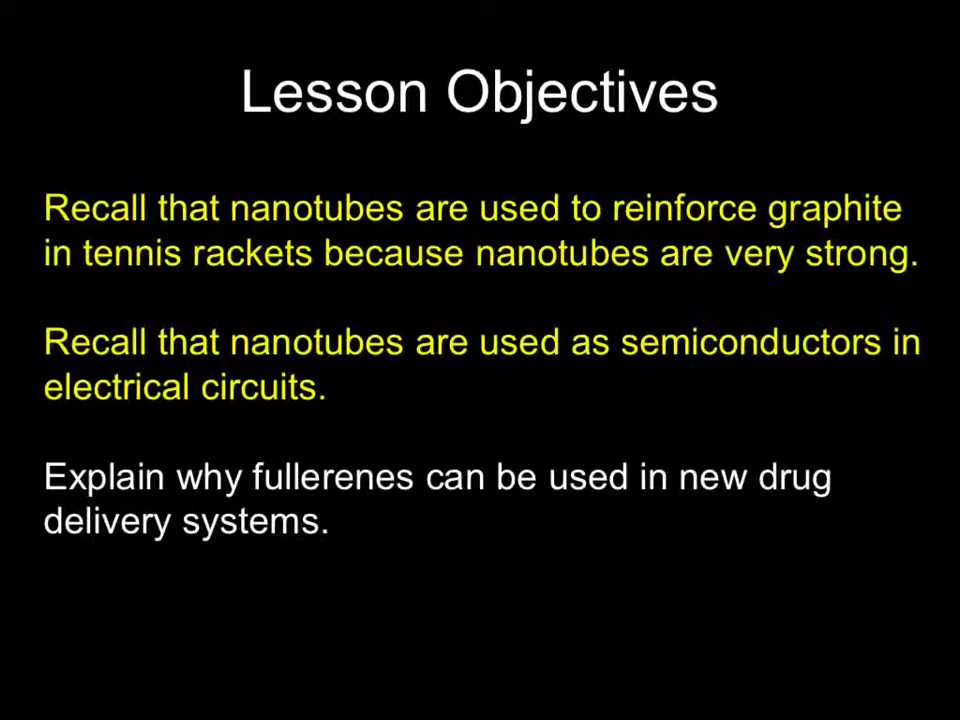 Lesson Objectives
Recall that nanotubes are used to reinforce graphite
in tennis rackets because nanotubes are very strong.
Recall that nanotubes are used as semiconductors in
electrical circuits.
Explain why fullerenes can be used in new drug
delivery systems.